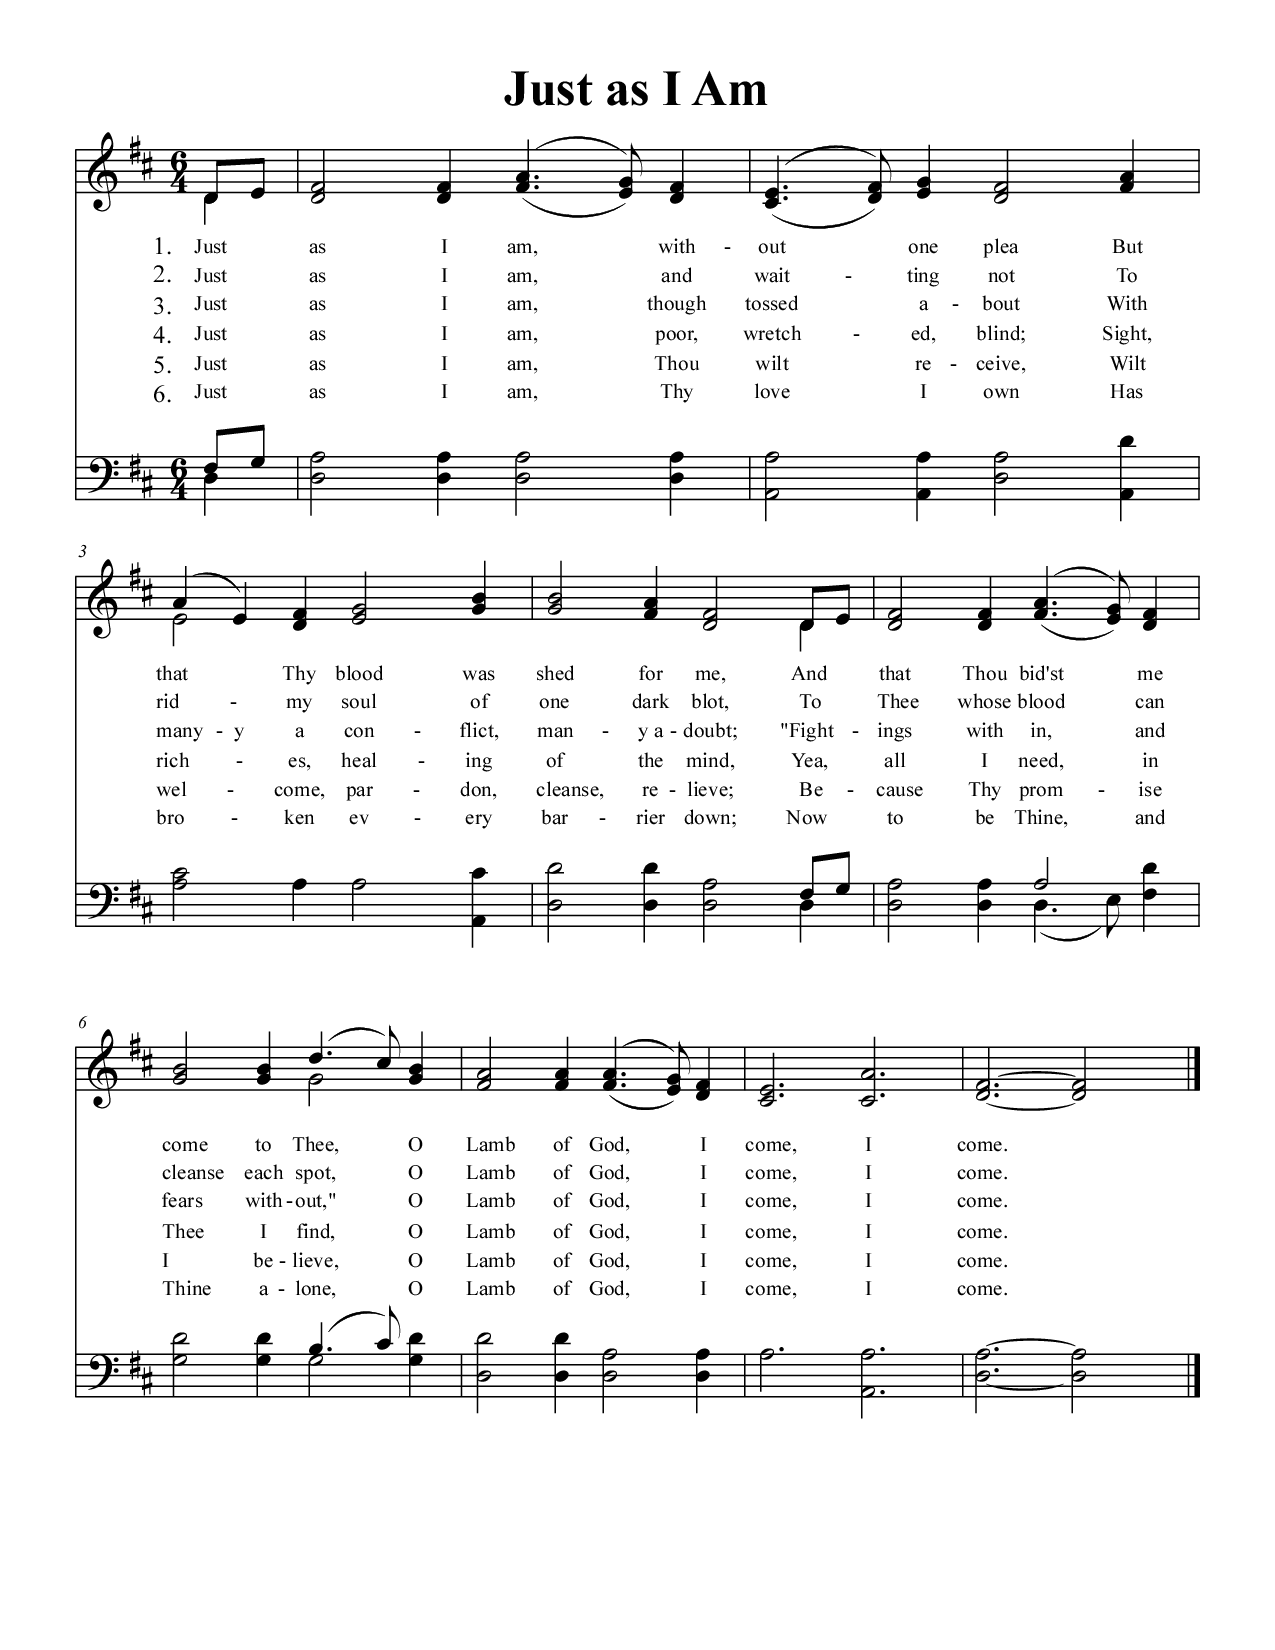 Just as I Am
6 4
1. Just as I am, with - out one plea But
2. Just as I am, and wait - ting not To
3. Just as I am, though tossed a - bout With
4. Just as I am, poor, wretch - ed, blind; Sight,
5. Just as I am, Thou wilt re - ceive, Wilt
6. Just as I am, Thy love I own Has
6 4
3
that Thy blood was shed for me, And that Thou bid'st me
rid - my soul of one dark blot, To Thee whose blood can
many - y a con - flict, man - y a - doubt; "Fight - ings with in, and
rich - es, heal - ing of the mind, Yea, all I need, in
wel - come, par - don, cleanse, re - lieve; Be - cause Thy prom - ise
bro - ken ev - ery bar - rier down; Now to be Thine, and
6
come to Thee, O Lamb of God, I come, I come.
cleanse each spot, O Lamb of God, I come, I come.
fears with - out," O Lamb of God, I come, I come.
Thee I find, O Lamb of God, I come, I come.
I be - lieve, O Lamb of God, I come, I come.
Thine a - lone, O Lamb of God, I come, I come.